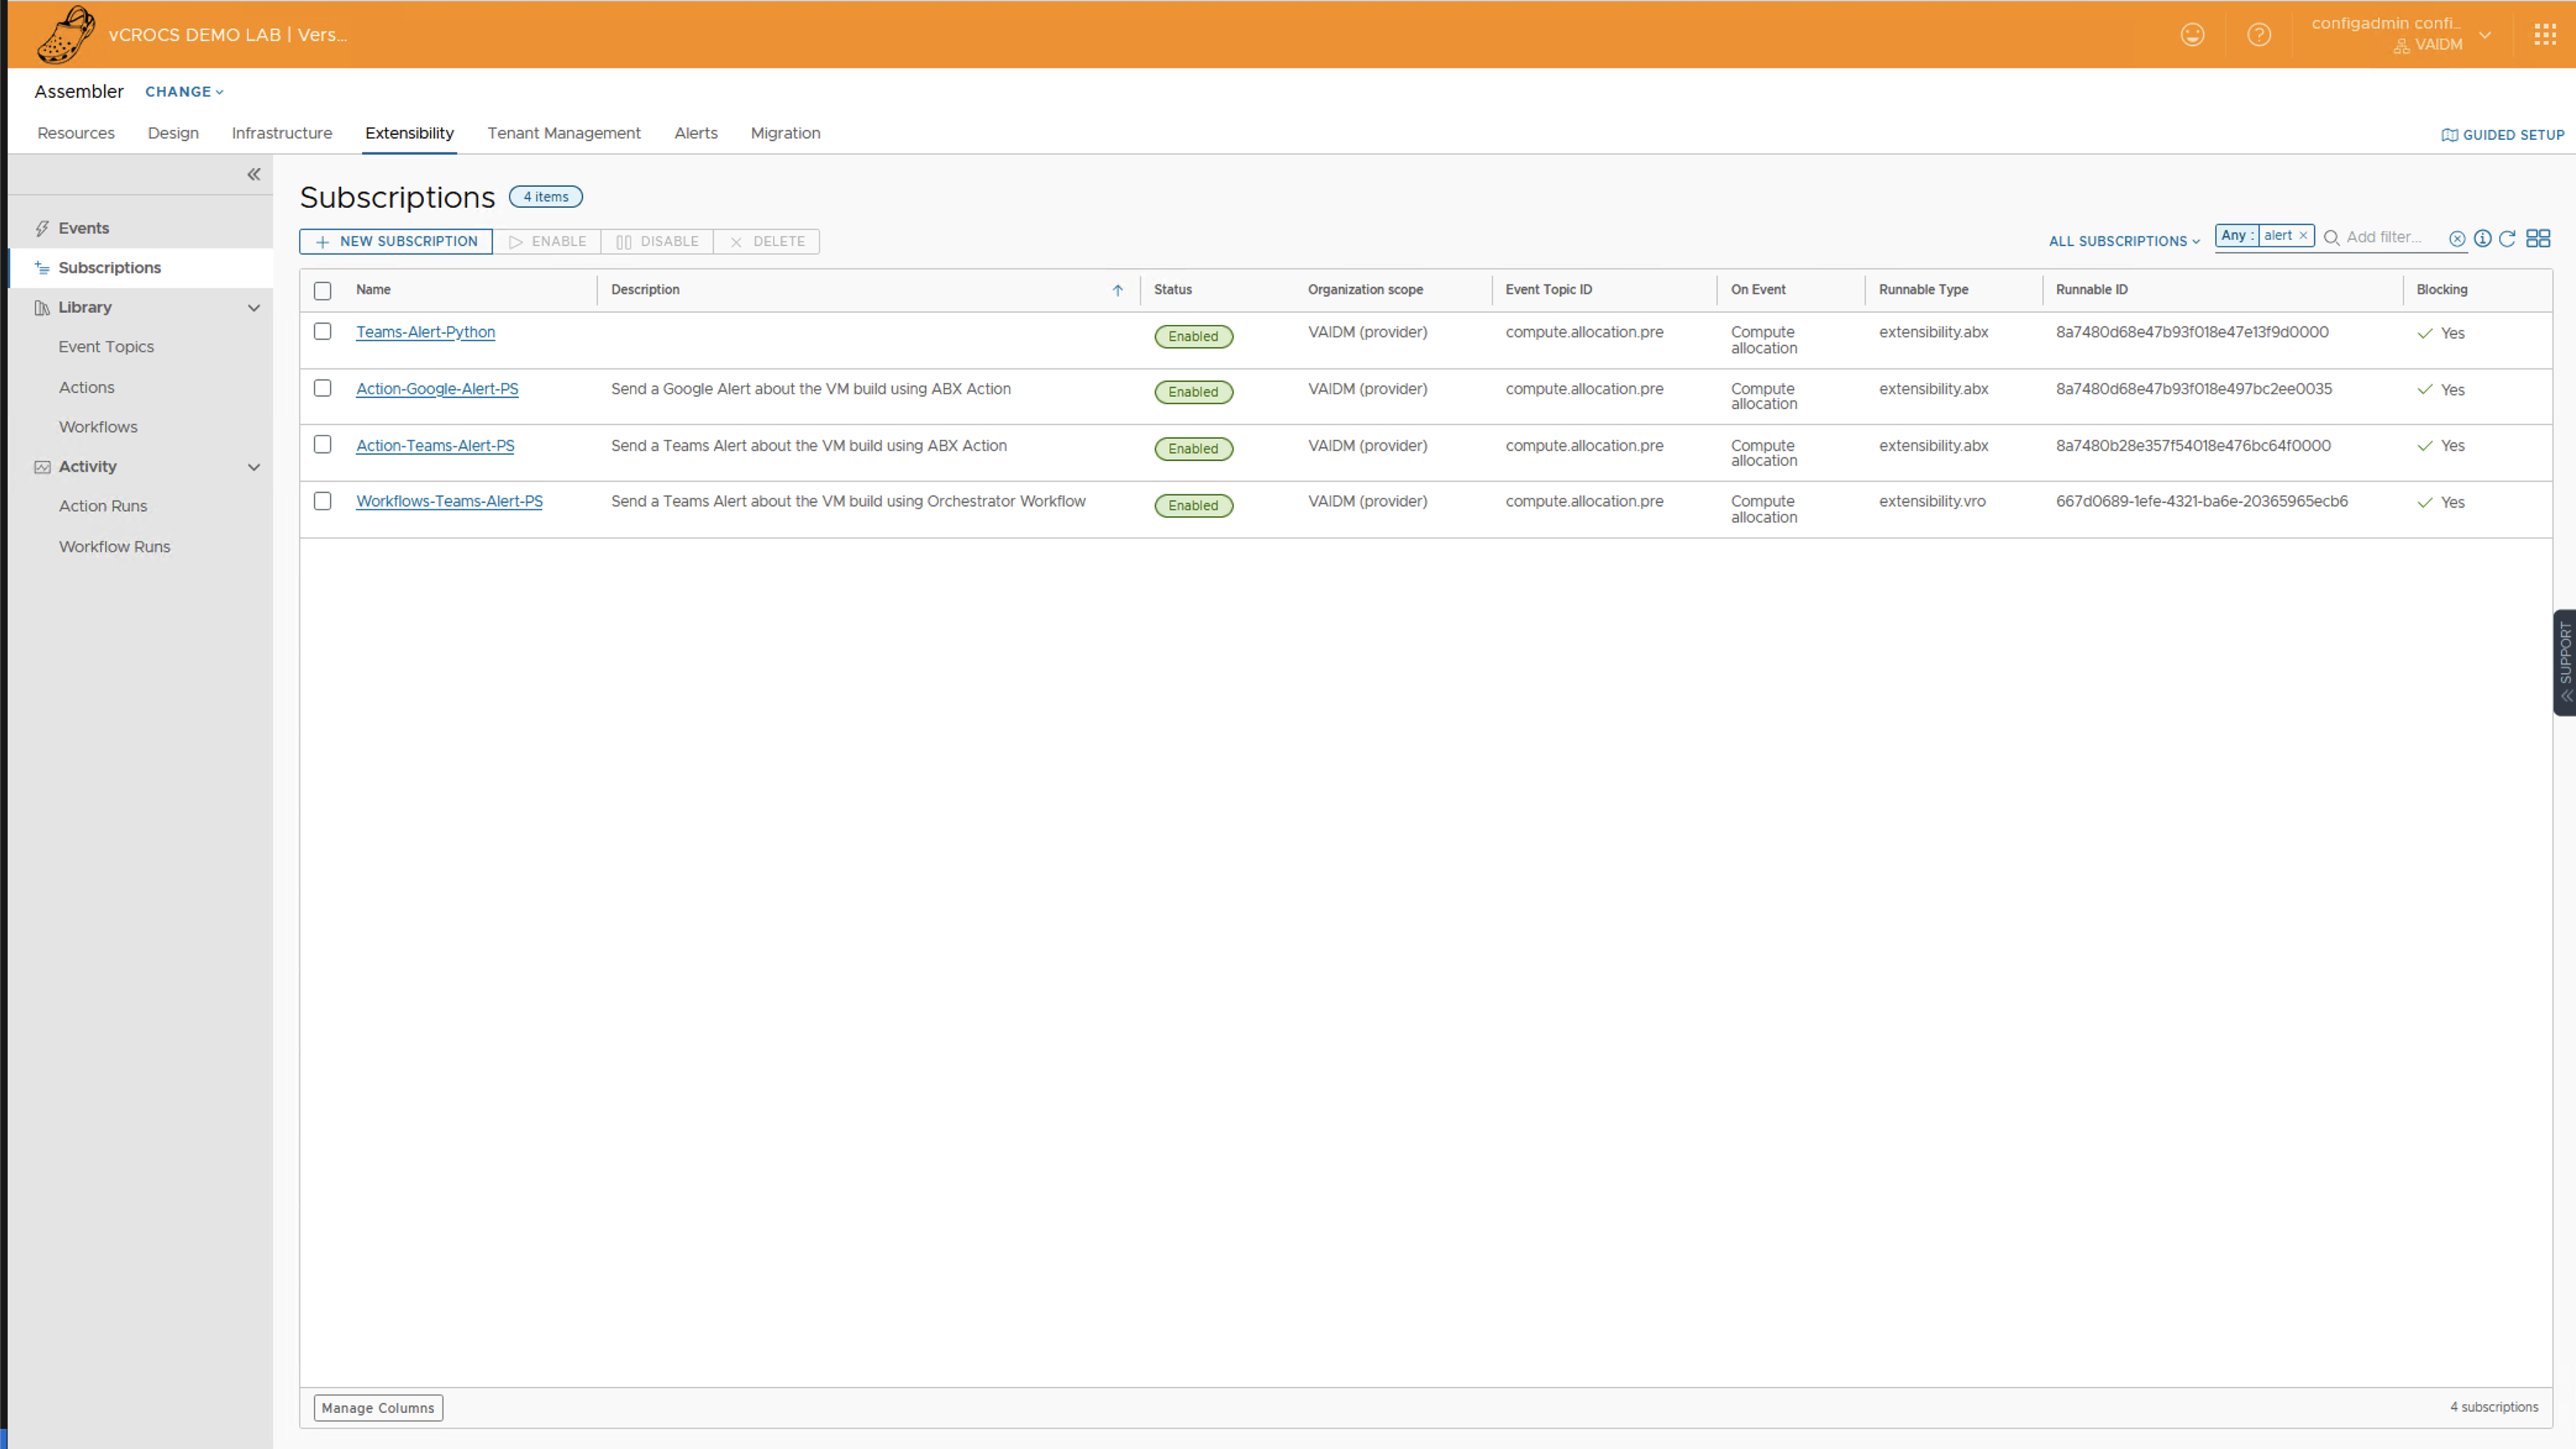 vCROCS DEMO LAB | Vers...
configadmin confi...
VAIDM
Assembler CHANGE
Resources Design Infrastructure Extensibility Tenant Management Alerts Migration
GUIDED SETUP
Events
Subscriptions
Library
Event Topics
Actions
Workflows
Activity
Action Runs
Workflow Runs
Subscriptions 4 items
NEW SUBSCRIPTION ENABLE DISABLE DELETE
ALL SUBSCRIPTIONS Any : alert Add filter...
Name Description Status Organization scope Event Topic ID On Event Runnable Type Runnable ID Blocking
Teams-Alert-Python Enabled VAIDM (provider) compute.allocation.pre Compute allocation extensibility.abx 8a7480d68e47b93f018e47e13f9d0000 Yes
Action-Google-Alert-PS Send a Google Alert about the VM build using ABX Action Enabled VAIDM (provider) compute.allocation.pre Compute allocation extensibility.abx 8a7480d68e47b93f018e497bc2ee0035 Yes
Action-Teams-Alert-PS Send a Teams Alert about the VM build using ABX Action Enabled VAIDM (provider) compute.allocation.pre Compute allocation extensibility.abx 8a7480b28e357f54018e476bc64f0000 Yes
Workflows-Teams-Alert-PS Send a Teams Alert about the VM build using Orchestrator Workflow Enabled VAIDM (provider) compute.allocation.pre Compute allocation extensibility.vro 667d0689-1efe-4321-ba6e-20365965ecb6 Yes
SUPPORT
Manage Columns
4 subscriptions